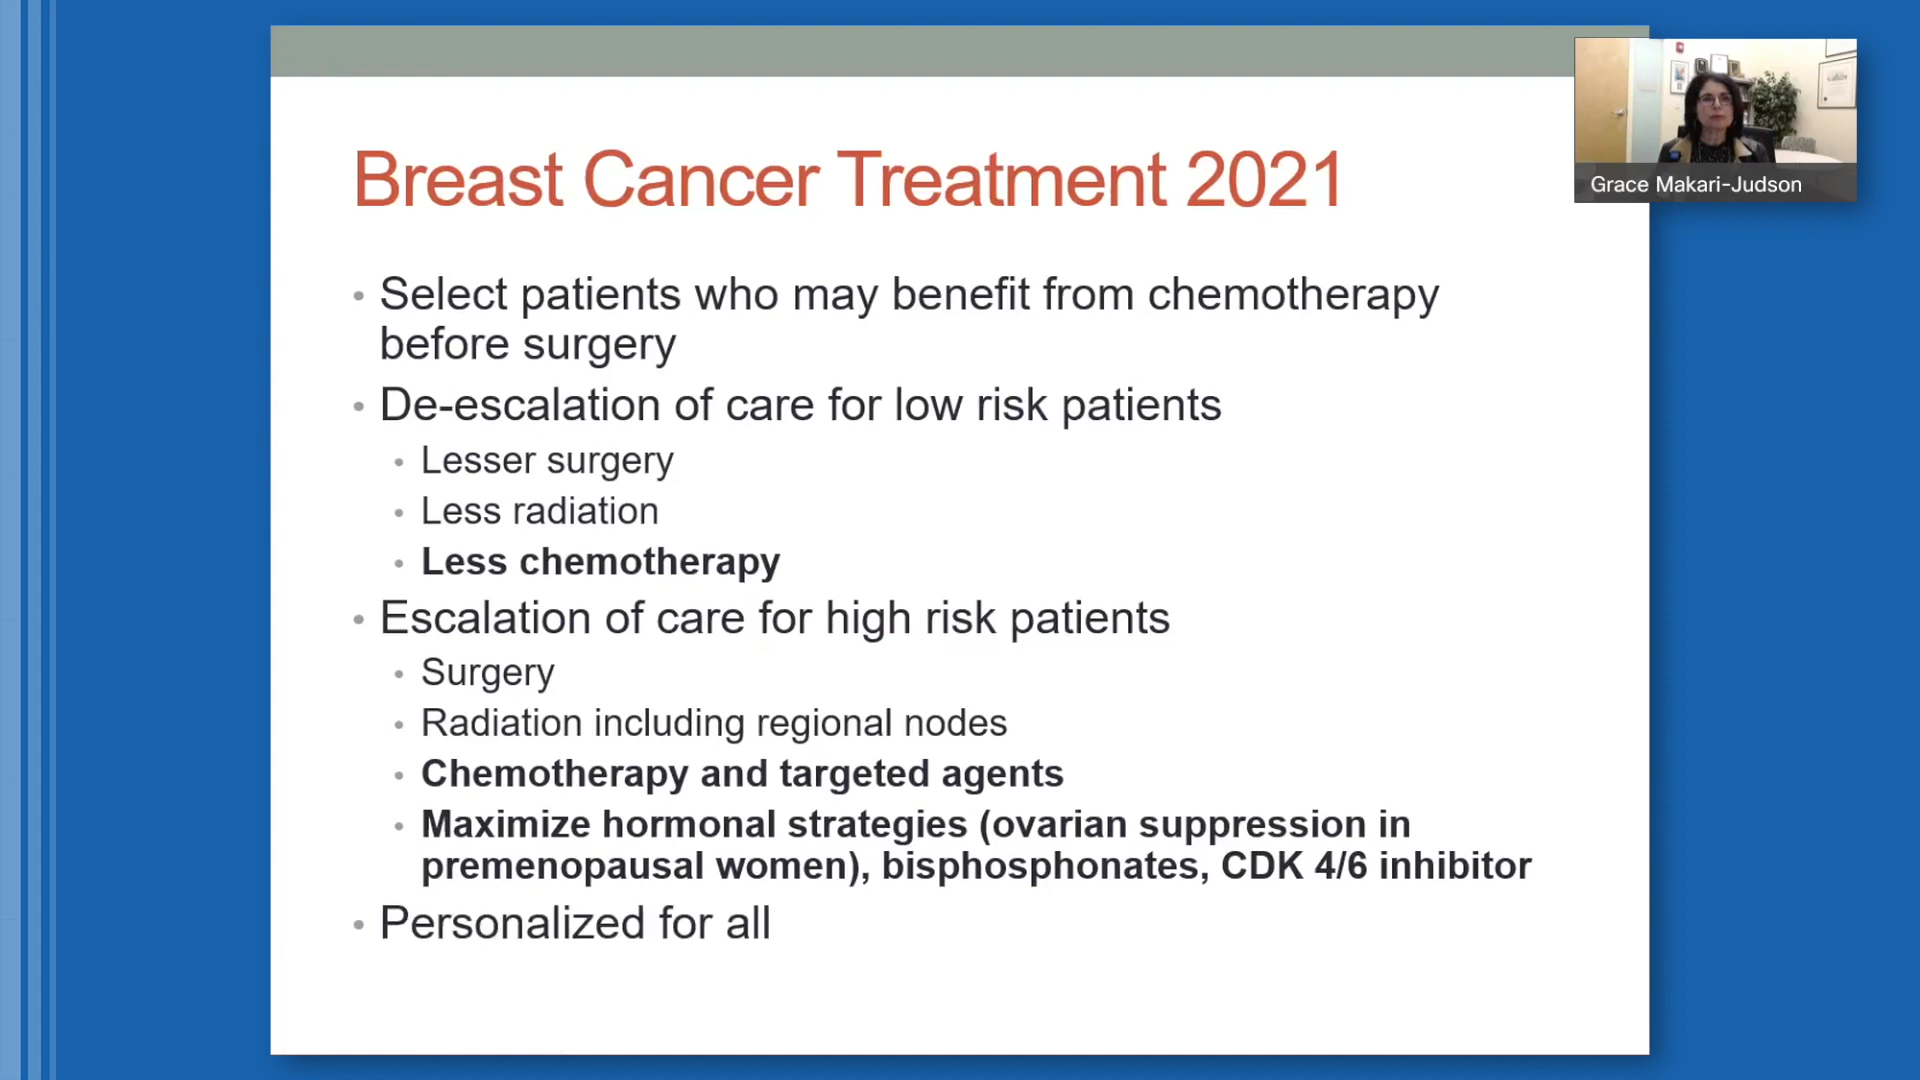 Breast Cancer Treatment 2021
Grace Makari-Judson
• Select patients who may benefit from chemotherapy
before surgery
• De-escalation of care for low risk patients
• Lesser surgery
• Less radiation
• Less chemotherapy
• Escalation of care for high risk patients
• Surgery
• Radiation including regional nodes
• Chemotherapy and targeted agents
• Maximize hormonal strategies (ovarian suppression in
premenopausal women), bisphosphonates, CDK 4/6 inhibitor
• Personalized for all